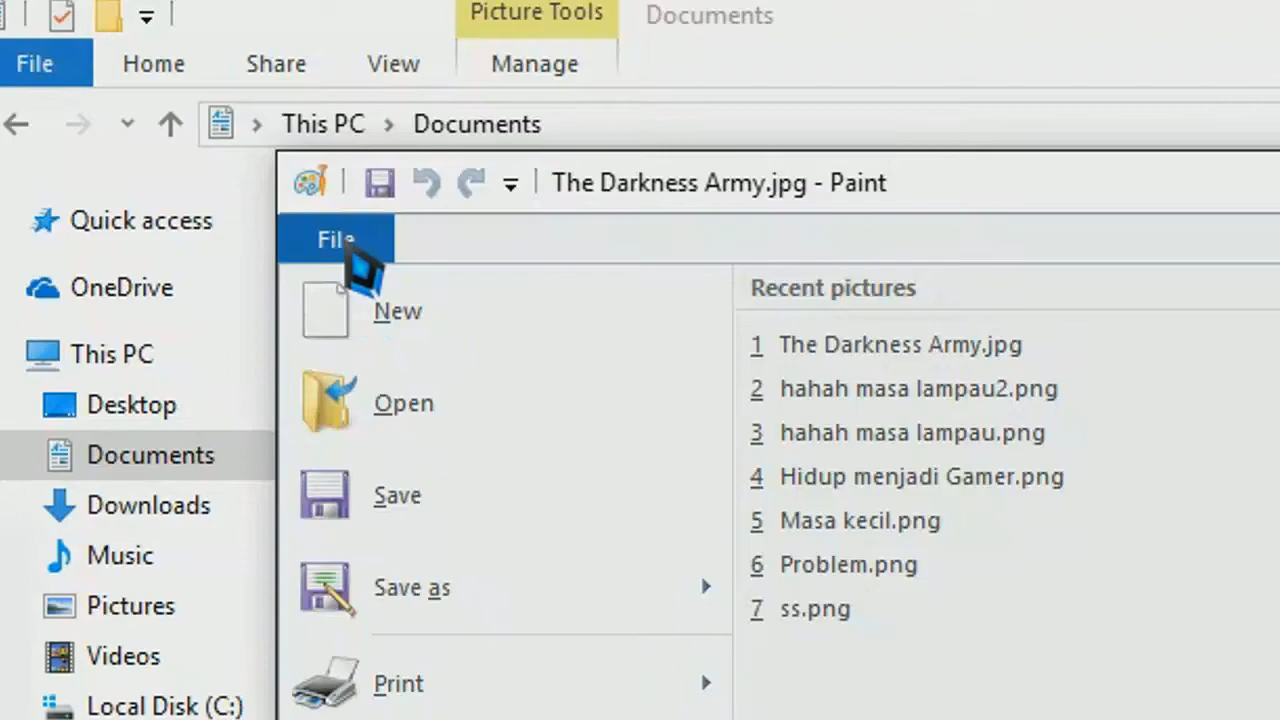 Picture Tools
Documents
File
Home
Share
View
Manage
This PC
Documents
The Darkness Army.jpg - Paint
Quick access
OneDrive
This PC
Desktop
Documents
Downloads
Music
Pictures
Videos
Local Disk (C:)
File
New
Open
Save
Save as
Print
Recent pictures
1 The Darkness Army.jpg
2 hahah masa lampau2.png
3 hahah masa lampau.png
4 Hidup menjadi Gamer.png
5 Masa kecil.png
6 Problem.png
7 ss.png